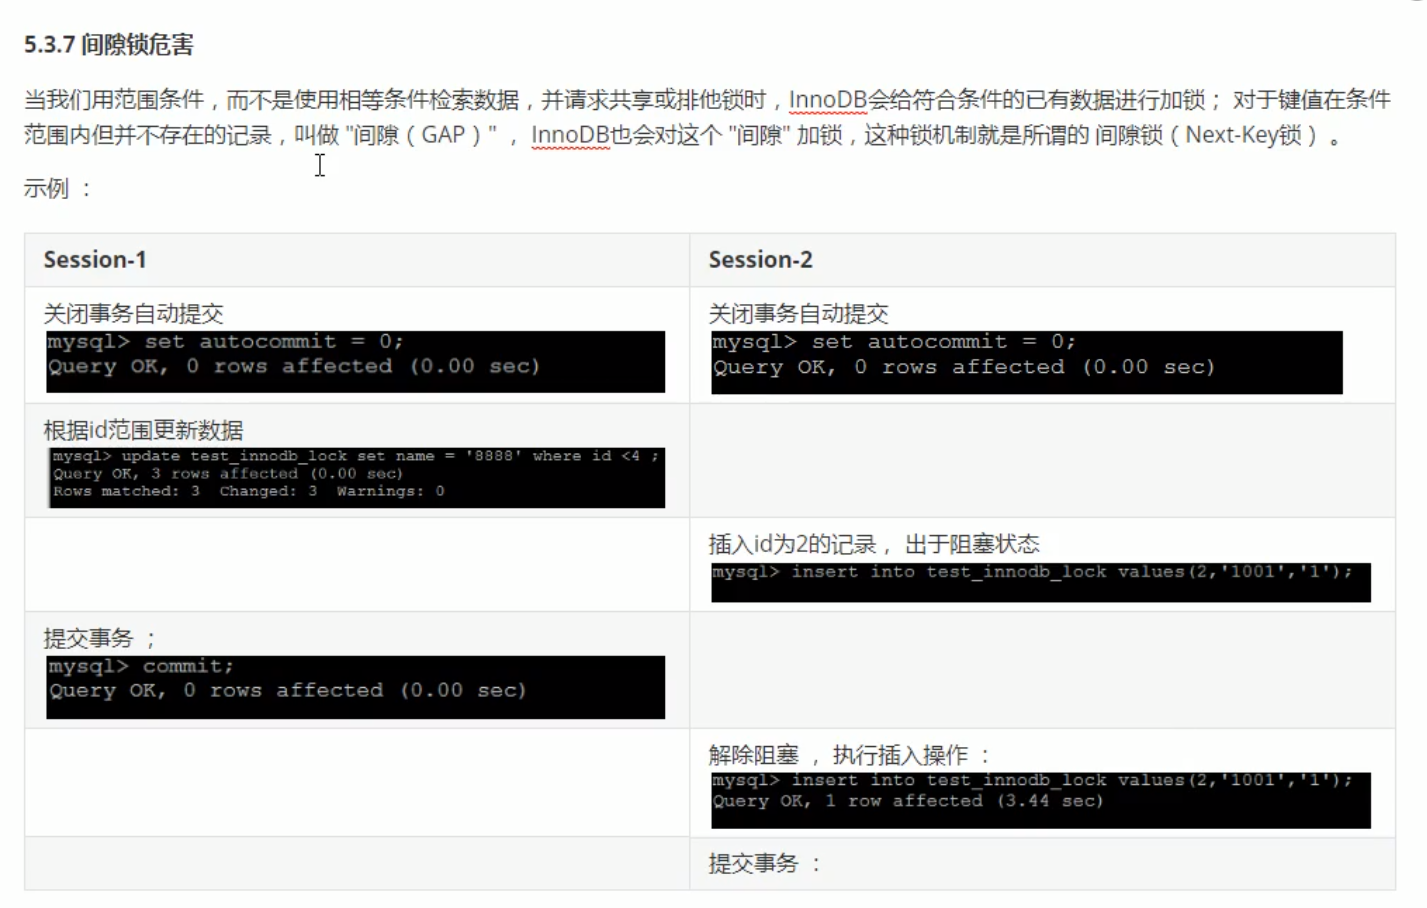 5.3.7 间隙锁危害
当我们用范围条件，而不是使用相等条件检索数据，并请求共享或排他锁时，InnoDB会给符合条件的已有数据进行加锁； 对于键值在条件
范围内但并不存在的记录，叫做 "间隙（GAP）" ， InnoDB也会对这个 "间隙" 加锁，这种锁机制就是所谓的 间隙锁（Next-Key锁） 。
示例 ：
Session-1
Session-2
关闭事务自动提交
mysql> set autocommit = 0;
Query OK, 0 rows affected (0.00 sec)
关闭事务自动提交
mysql> set autocommit = 0;
Query OK, 0 rows affected (0.00 sec)
根据id范围更新数据
mysql> update test_innodb_lock set name = '8888' where id <4 ;
Query OK, 3 rows affected (0.00 sec)
Rows matched: 3  Changed: 3  Warnings: 0
插入id为2的记录， 出于阻塞状态
mysql> insert into test_innodb_lock values(2,'1001','1');
提交事务 ；
mysql> commit;
Query OK, 0 rows affected (0.00 sec)
解除阻塞 ， 执行插入操作 ：
mysql> insert into test_innodb_lock values(2,'1001','1');
Query OK, 1 row affected (3.44 sec)
提交事务 ：